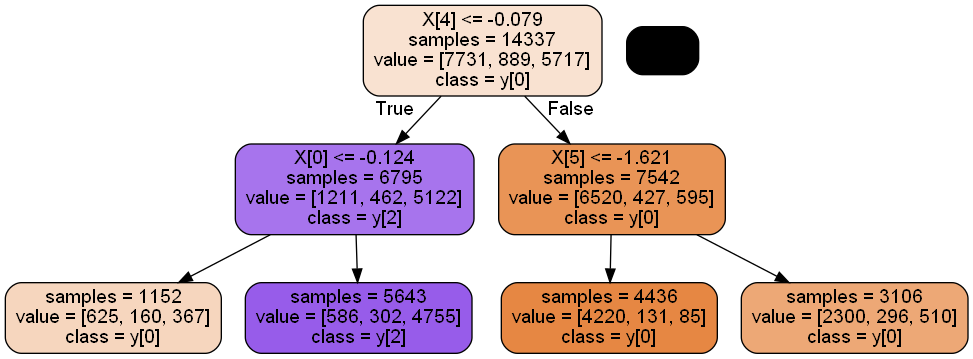 X[4] <= -0.079
samples = 14337
value = [7731, 889, 5717]
class = y[0]
True
False
X[0] <= -0.124
samples = 6795
value = [1211, 462, 5122]
class = y[2]
X[5] <= -1.621
samples = 7542
value = [6520, 427, 595]
class = y[0]
samples = 1152
value = [625, 160, 367]
class = y[0]
samples = 5643
value = [586, 302, 4755]
class = y[2]
samples = 4436
value = [4220, 131, 85]
class = y[0]
samples = 3106
value = [2300, 296, 510]
class = y[0]